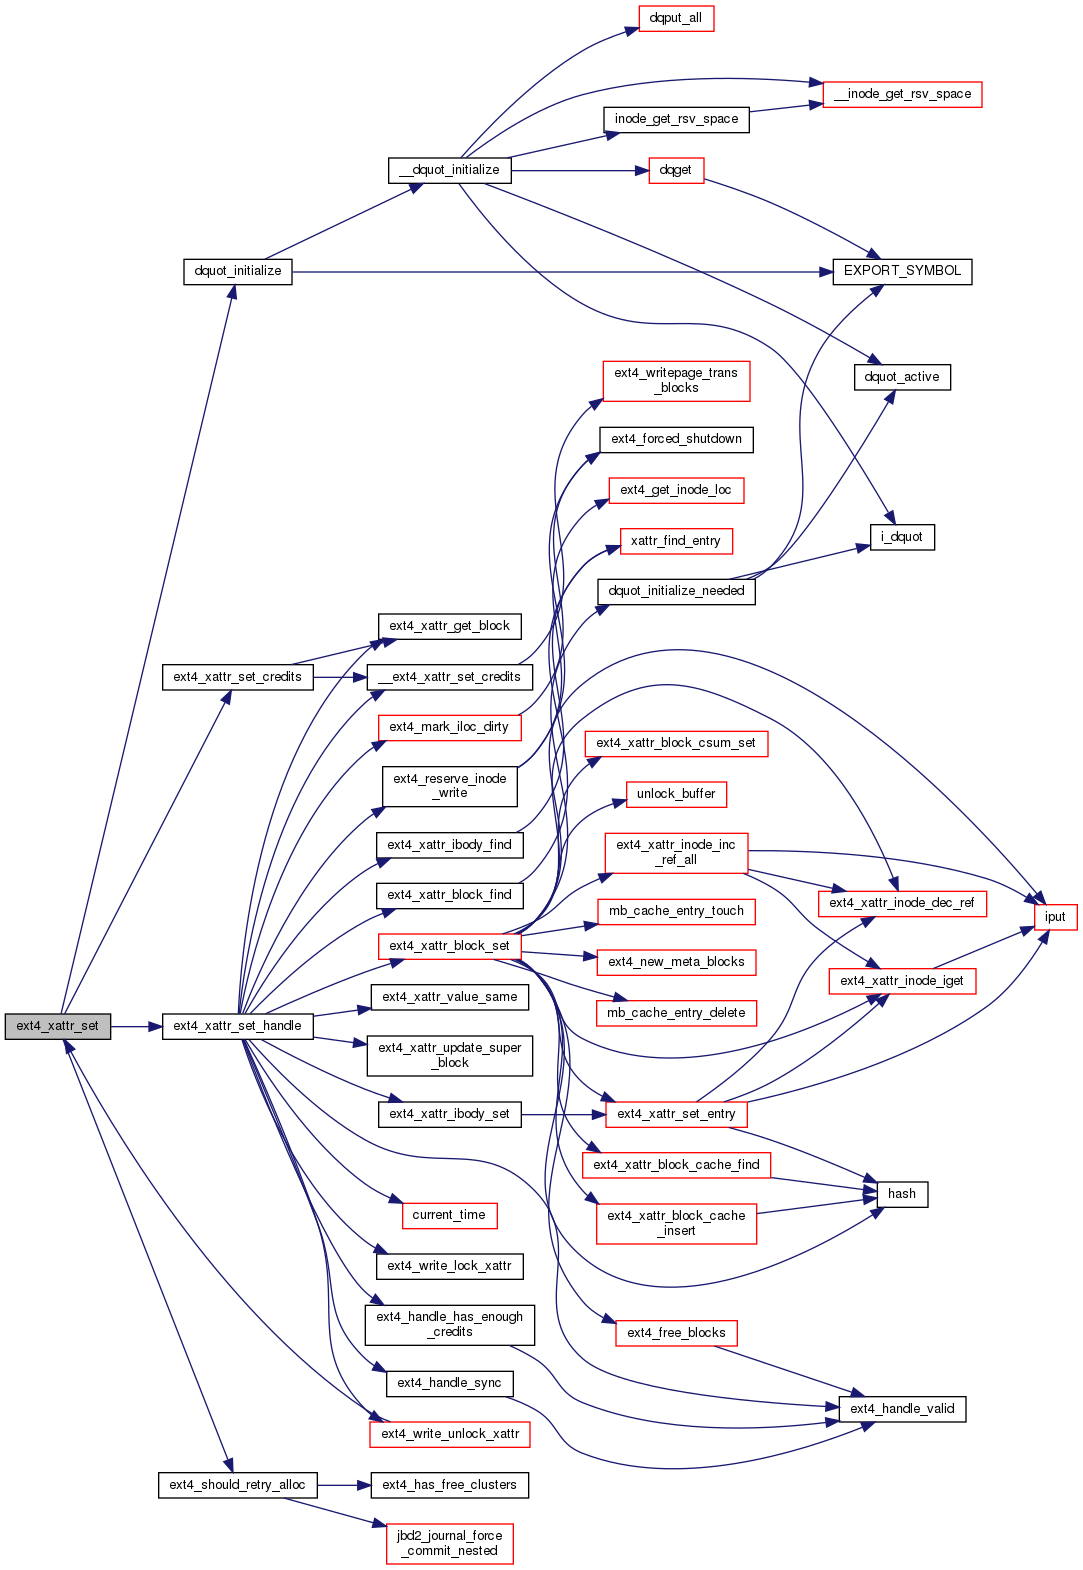 dqput_all
__inode_get_rsv_space
inode_get_rsv_space
__dquot_initialize
dqget
dquot_initialize
EXPORT_SYMBOL
ext4_writepage_trans
_blocks
dquot_active
ext4_forced_shutdown
ext4_get_inode_loc
xattr_find_entry
i_dquot
dquot_initialize_needed
ext4_xattr_get_block
ext4_xattr_set_credits
__ext4_xattr_set_credits
ext4_mark_iloc_dirty
ext4_xattr_block_csum_set
ext4_reserve_inode
_write
unlock_buffer
ext4_xattr_ibody_find
ext4_xattr_inode_inc
_ref_all
ext4_xattr_block_find
ext4_xattr_inode_dec_ref
mb_cache_entry_touch
iput
ext4_xattr_block_set
ext4_new_meta_blocks
ext4_xattr_inode_iget
ext4_xattr_value_same
mb_cache_entry_delete
ext4_xattr_set
ext4_xattr_set_handle
ext4_xattr_update_super
_block
ext4_xattr_ibody_set
ext4_xattr_set_entry
ext4_xattr_block_cache_find
hash
current_time
ext4_xattr_block_cache
_insert
ext4_write_lock_xattr
ext4_handle_has_enough
_credits
ext4_free_blocks
ext4_handle_sync
ext4_handle_valid
ext4_write_unlock_xattr
ext4_should_retry_alloc
ext4_has_free_clusters
jbd2_journal_force
_commit_nested